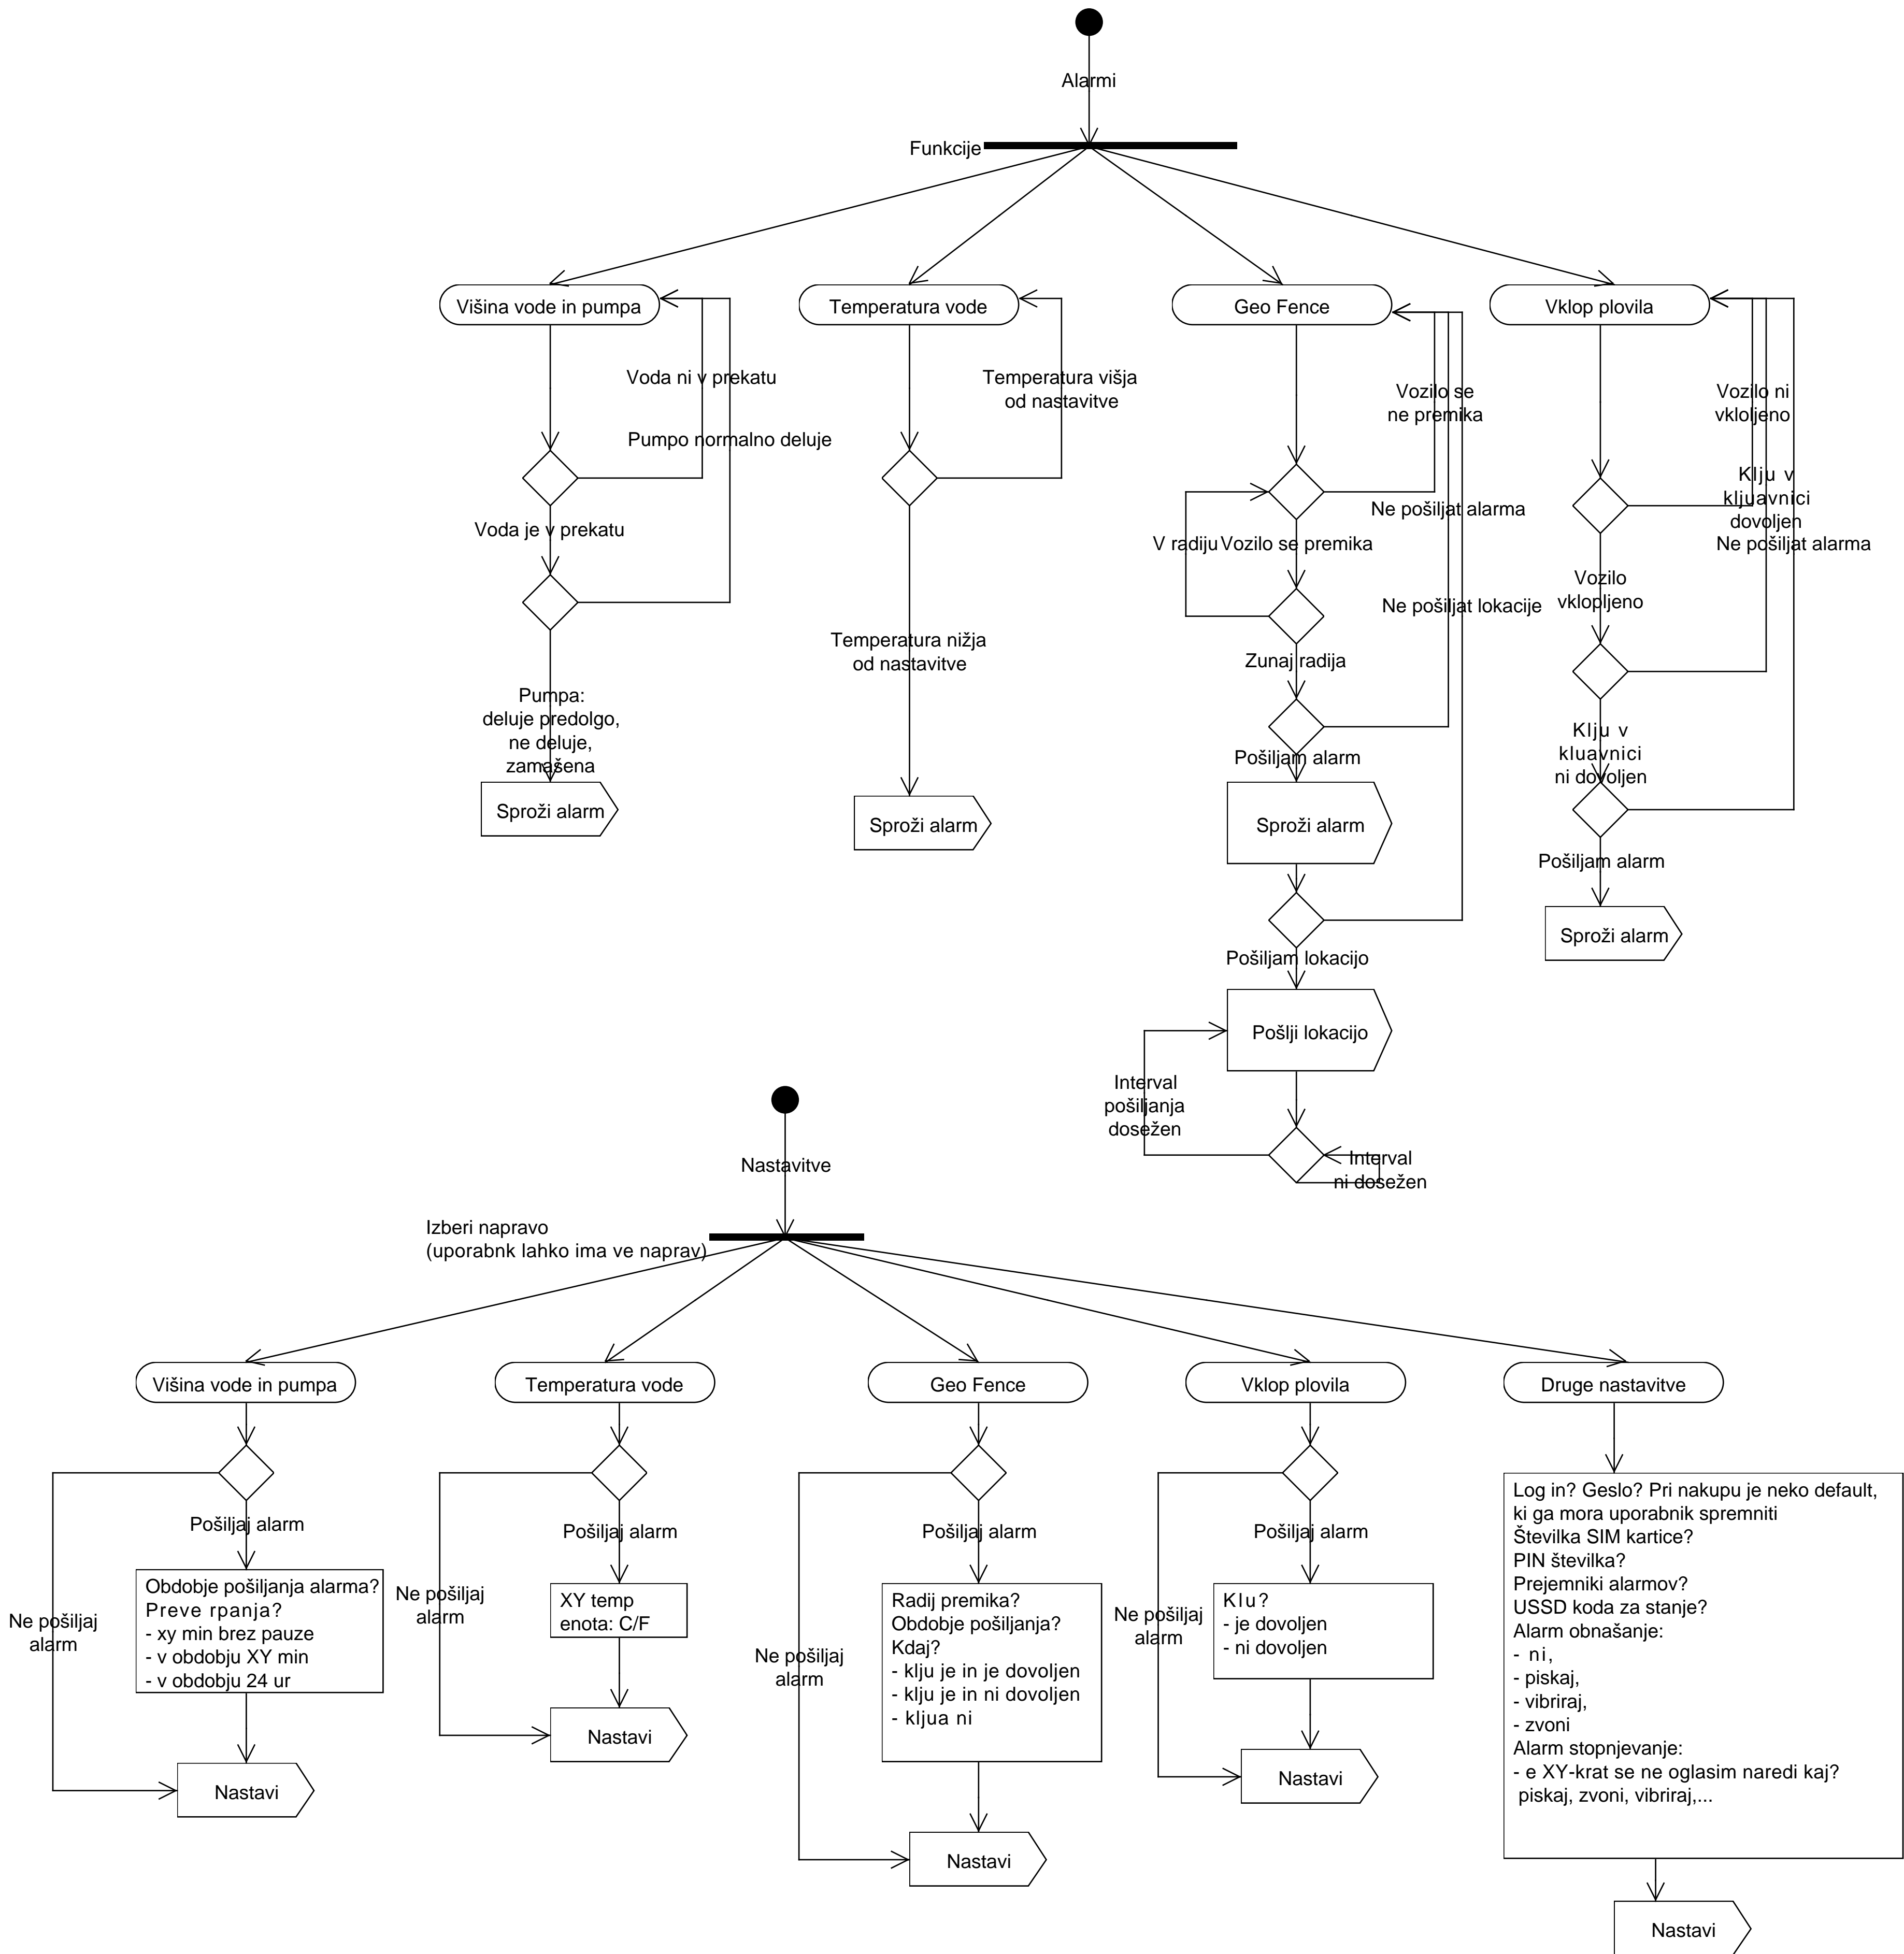 Alarmi
Funkcije
Višina vode in pumpa
Temperatura vode
Geo Fence
Vklop plovila
Voda ni v prekatu
Pumpo normalno deluje
Voda je v prekatu
Pumpa:
deluje predolgo,
ne deluje,
zamašena
Sproži alarm
Temperatura višja
od nastavitve
Temperatura nižja
od nastavitve
Sproži alarm
Vozilo se
ne premika
Ne pošiljat alarma
V radiju
Vozilo se premika
Ne pošiljat lokacije
Zunaj radija
Pošiljam alarm
Sproži alarm
Pošiljam lokacijo
Pošlji lokacijo
Interval
pošiljanja
dosežen
Interval
ni dosežen
Vozilo ni
vkloljeno
Klju v
kljuavnici
dovoljen
Ne pošiljat alarma
Vozilo
vklopljeno
Klju v
kluavnici
ni dovoljen
Pošiljam alarm
Sproži alarm
Nastavitve
Izberi napravo
(uporabnk lahko ima ve naprav)
Višina vode in pumpa
Temperatura vode
Geo Fence
Vklop plovila
Druge nastavitve
Pošiljaj alarm
Ne pošiljaj
alarm
Obdobje pošiljanja alarma?
Preve rpanja?
- xy min brez pauze
- v obdobju XY min
- v obdobju 24 ur
Nastavi
Pošiljaj alarm
Ne pošiljaj
alarm
XY temp
enota: C/F
Nastavi
Pošiljaj alarm
Ne pošiljaj
alarm
Radij premika?
Obdobje pošiljanja?
Kdaj?
- klju je in je dovoljen
- klju je in ni dovoljen
- kljua ni
Nastavi
Pošiljaj alarm
Ne pošiljaj
alarm
Klu?
- je dovoljen
- ni dovoljen
Nastavi
Log in? Geslo? Pri nakupu je neko default,
ki ga mora uporabnik spremniti
Številka SIM kartice?
PIN številka?
Prejemniki alarmov?
USSD koda za stanje?
Alarm obnašanje:
- ni,
- piskaj,
- vibriraj,
- zvoni
Alarm stopnjevanje:
- e XY-krat se ne oglasim naredi kaj?
piskaj, zvoni, vibriraj,...
Nastavi